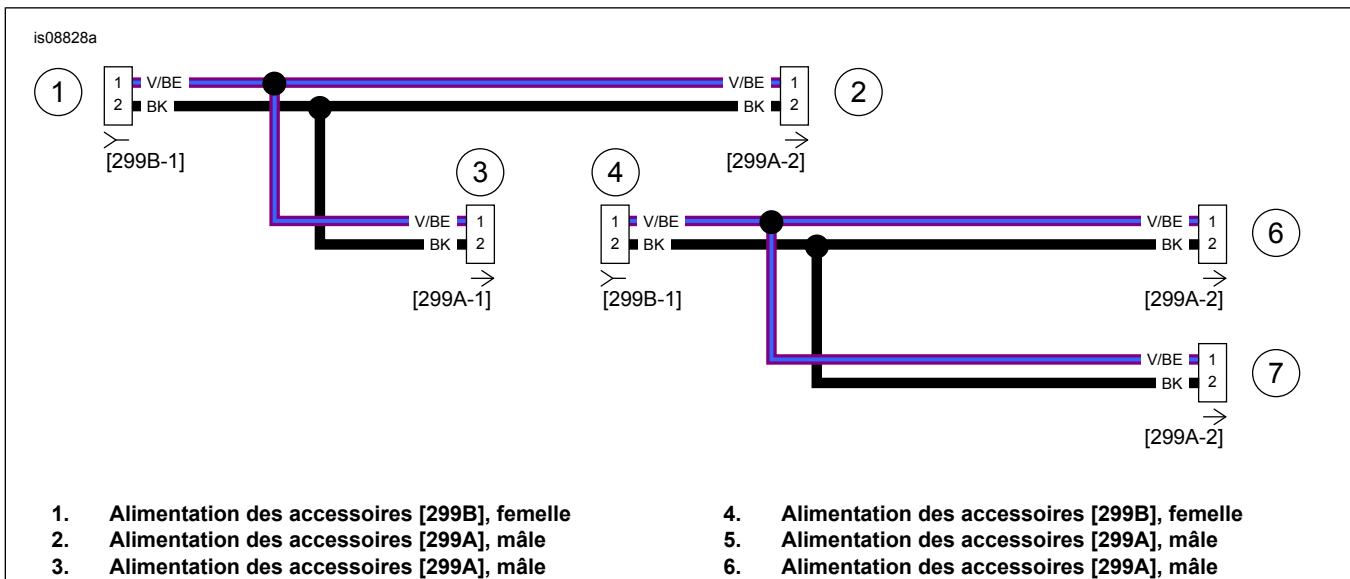 is08828a
1 1 V/BE V/BE 1 2
2 BK BK 2
[299B-1] [299A-2]
3 4
V/BE 1 1 V/BE V/BE 1 6
BK 2 2 BK BK 2
[299A-1] [299B-1] [299A-2]
V/BE 1 7
BK 2
[299A-2]
1. Alimentation des accessoires [299B], femelle
2. Alimentation des accessoires [299A], mâle
3. Alimentation des accessoires [299A], mâle
4. Alimentation des accessoires [299B], femelle
5. Alimentation des accessoires [299A], mâle
6. Alimentation des accessoires [299A], mâle